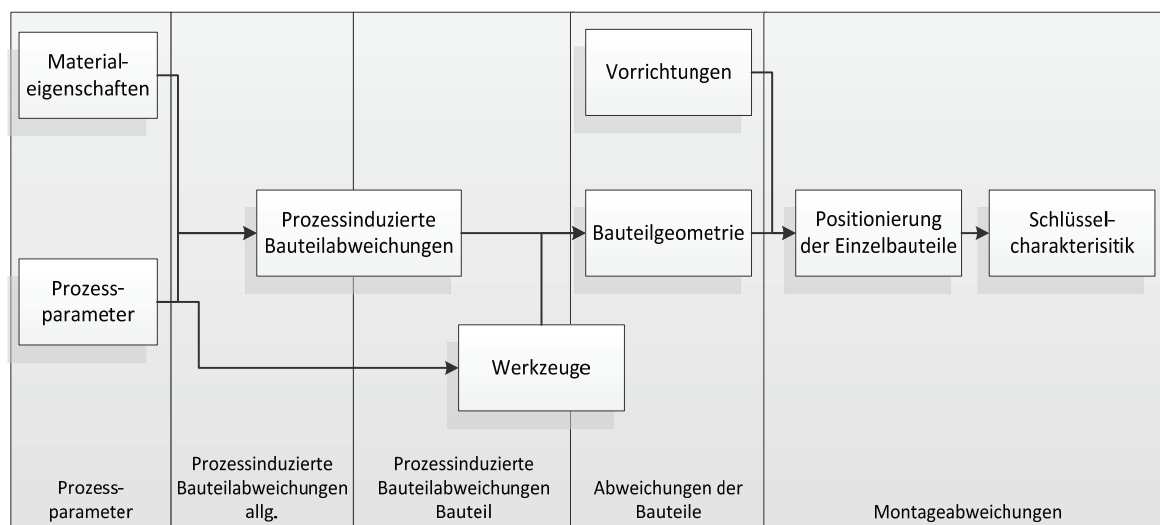 Material-
eigenschaften
Vorrichtungen
Prozessinduzierte
Bauteilabweichungen
Bauteilgeometrie
Positionierung
der Einzelbauteile
Schlüssel-
charakterisitik
Prozess-
parameter
Werkzeuge
Prozess-
parameter
Prozessinduzierte
Bauteilabweichungen
allg.
Prozessinduzierte
Bauteilabweichungen
Bauteil
Abweichungen der
Bauteile
Montageabweichungen